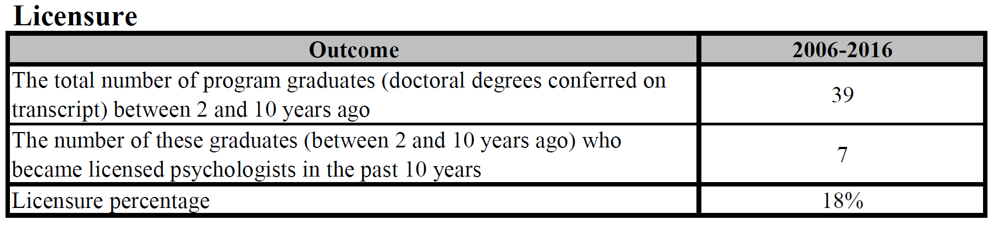 Licensure
Outcome 2006-2016
The total number of program graduates (doctoral degrees conferred on
transcript) between 2 and 10 years ago
39
The number of these graduates (between 2 and 10 years ago) who
became licensed psychologists in the past 10 years
7
Licensure percentage 18%